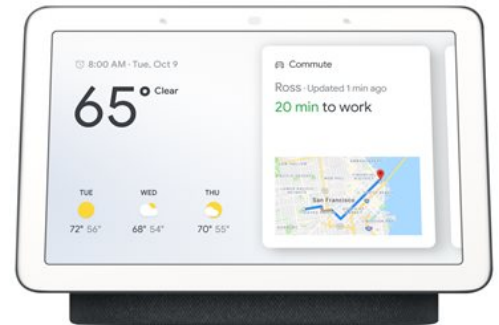 8:00 AM · Tue, Oct 9
65° Clear
TUE WED THU
72° 56° 68° 54° 70° 55°
Commute
Ross · Updated 1 min ago
20 min to work
San Francisco